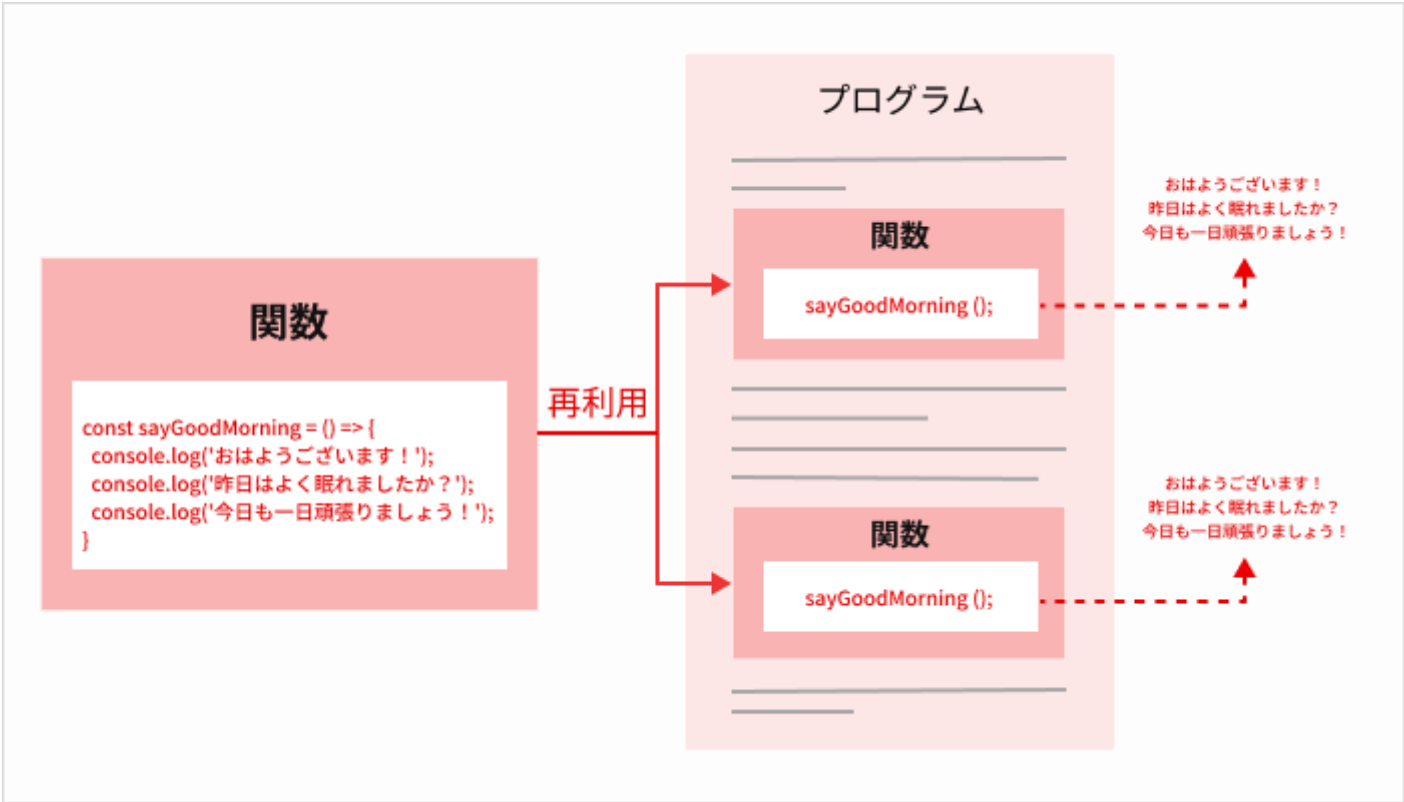 関数
const sayGoodMorning = () => {
console.log('おはようございます！');
console.log('昨日はよく眠れましたか？');
console.log('今日も一日頑張りましょう！');
}
再利用
プログラム
関数
sayGoodMorning ();
おはようございます！
昨日はよく眠れましたか？
今日も一日頑張りましょう！
関数
sayGoodMorning ();
おはようございます！
昨日はよく眠れましたか？
今日も一日頑張りましょう！